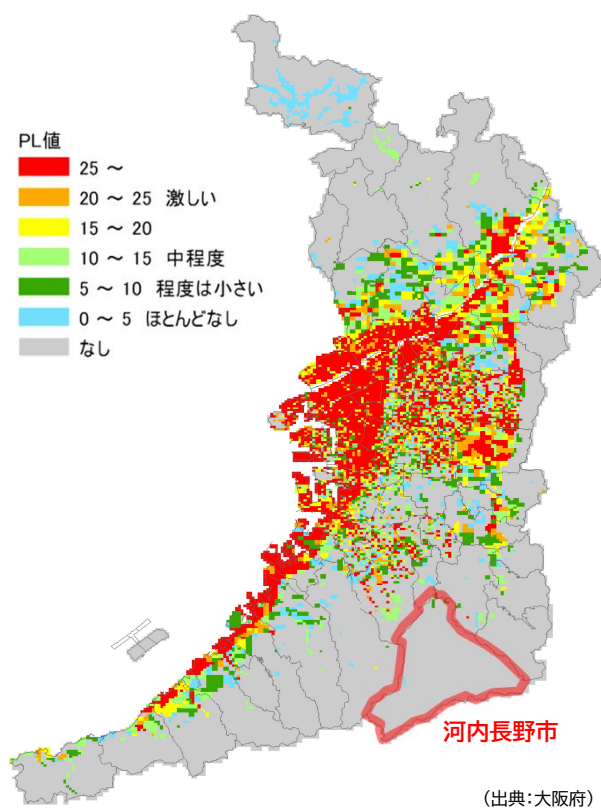 PL値
25 ～
20 ～ 25 激しい
15 ～ 20
10 ～ 15 中程度
5 ～ 10 程度は小さい
0 ～ 5 ほとんどなし
なし
河内長野市
（出典：大阪府）